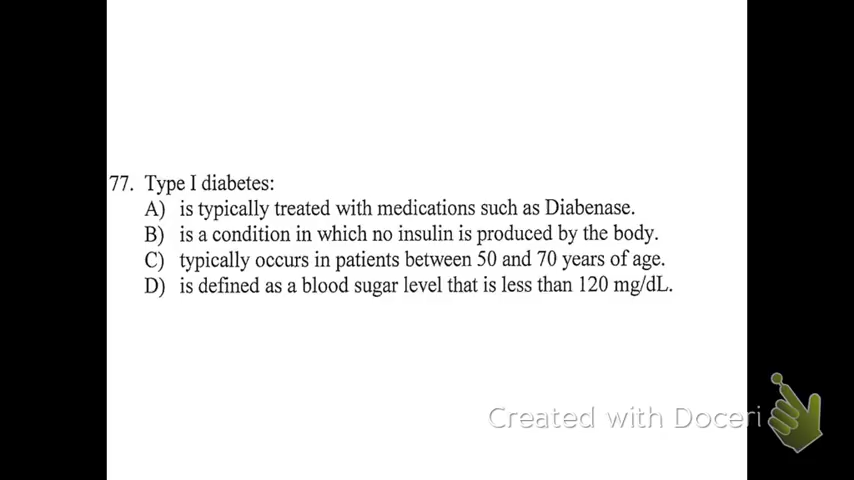 77. Type I diabetes:
A) is typically treated with medications such as Diabenase.
B) is a condition in which no insulin is produced by the body.
C) typically occurs in patients between 50 and 70 years of age.
D) is defined as a blood sugar level that is less than 120 mg/dL.
Created with Doceri